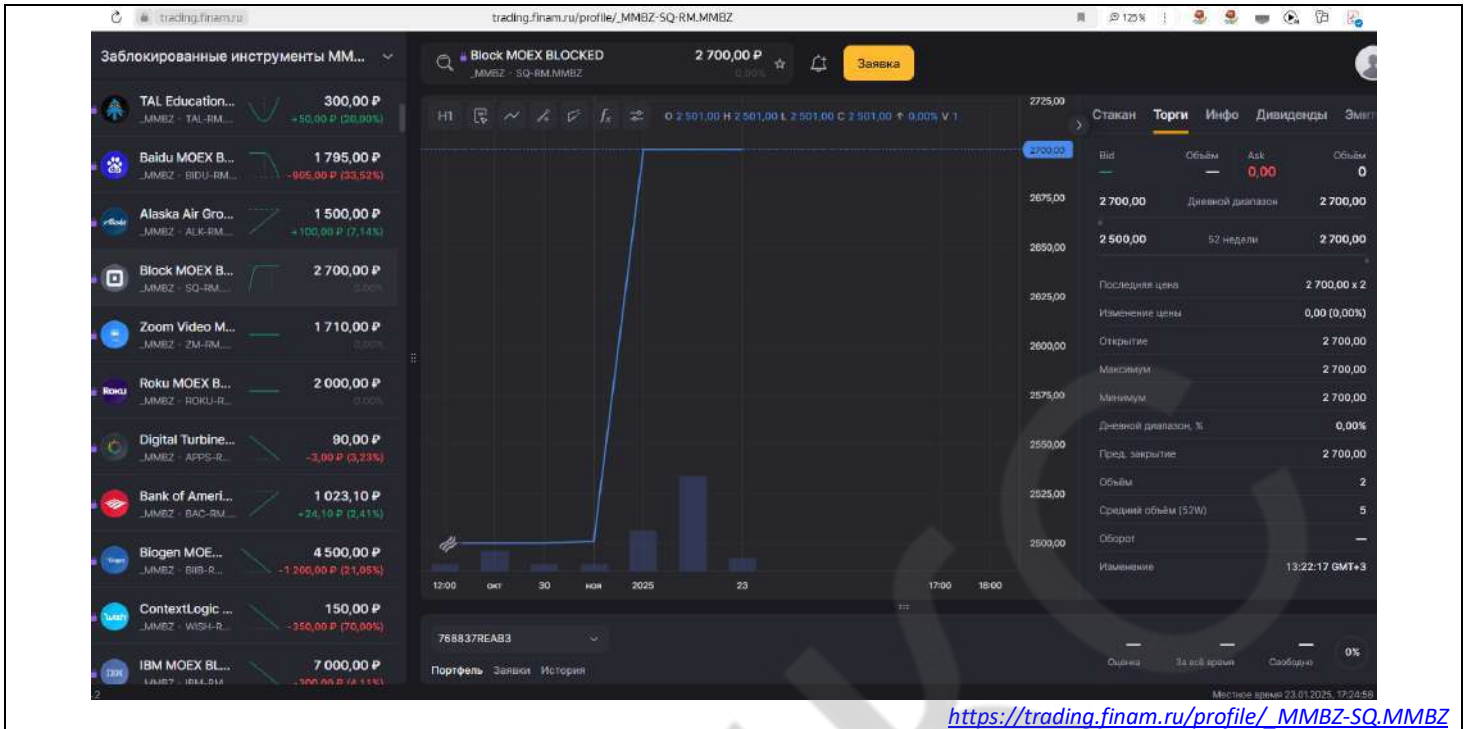 trading.finam.ru
trading.finam.ru/profile/_MMBZ-SQ-RM.MMBZ
125 %
Заблокированные инструменты ММ...
Block MOEX BLOCKED
_MMBZ · SQ-RM.MMBZ
2 700,00 ₽
0,00%
Заявка
TAL Education...
300,00 ₽
_MMBZ · TAL-RM...
+50,00 ₽ (20,00%)
Baidu MOEX B...
1 795,00 ₽
_MMBZ · BIDU-RM...
-905,00 ₽ (33,52%)
Alaska Air Gro...
1 500,00 ₽
_MMBZ · ALK-RM...
+100,00 ₽ (7,14%)
Block MOEX B...
2 700,00 ₽
_MMBZ · SQ-RM....
0,00%
Zoom Video M...
1 710,00 ₽
_MMBZ · ZM-RM....
0,00%
ROKU
Roku MOEX B...
2 000,00 ₽
_MMBZ · ROKU-R...
0,00%
Digital Turbine...
90,00 ₽
_MMBZ · APPS-R...
-3,00 ₽ (3,23%)
Bank of Ameri...
1 023,10 ₽
_MMBZ · BAC-RM...
+24,10 ₽ (2,41%)
Biogen MOE...
4 500,00 ₽
_MMBZ · BIIB-R...
-1 200,00 ₽ (21,05%)
ContextLogic ...
150,00 ₽
_MMBZ · WISH-R...
-350,00 ₽ (70,00%)
IBM MOEX BL...
7 000,00 ₽
_MMBZ · IBM-RM
-300,00 ₽ (4,11%)
H1
O 2 501,00 H 2 501,00 L 2 501,00 C 2 501,00 ↑ 0,00% V 1
2725,00
2700,00
2675,00
2650,00
2625,00
2600,00
2575,00
2550,00
2525,00
2500,00
12:00 окт 30 ноя 2025 23 17:00 18:00
768837REAB3
Портфель Заявки История
Стакан Торги Инфо Дивиденды Эмит
Bid Объём Ask Объём
— — 0,00 0
2 700,00 Дневной диапазон 2 700,00
2 500,00 52 недели 2 700,00
Последняя цена 2 700,00 x 2
Изменение цены 0,00 (0,00%)
Открытие 2 700,00
Максимум 2 700,00
Минимум 2 700,00
Дневной диапазон, % 0,00%
Пред. закрытие 2 700,00
Объём 2
Средний объём (52W) 5
Оборот —
Изменение 13:22:17 GMT+3
— — —
Оценка За всё время Свободно
0%
Местное время 23.01.2025, 17:24:58
https://trading.finam.ru/profile/_MMBZ-SQ.MMBZ